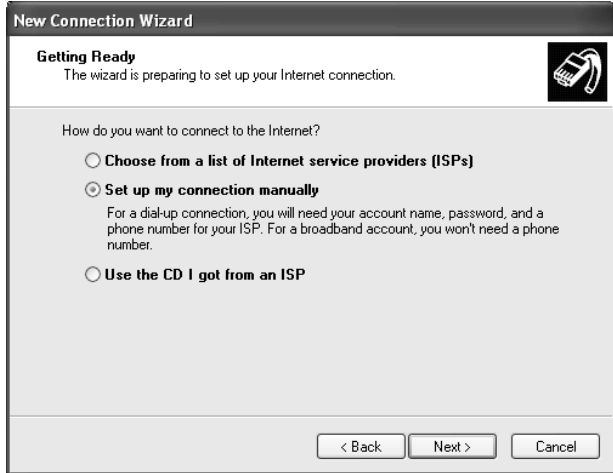 New Connection Wizard
Getting Ready
The wizard is preparing to set up your Internet connection.
How do you want to connect to the Internet?
Choose from a list of Internet service providers (ISPs)
Set up my connection manually
For a dial-up connection, you will need your account name, password, and a
phone number for your ISP. For a broadband account, you won't need a phone
number.
Use the CD I got from an ISP
< Back Next > Cancel